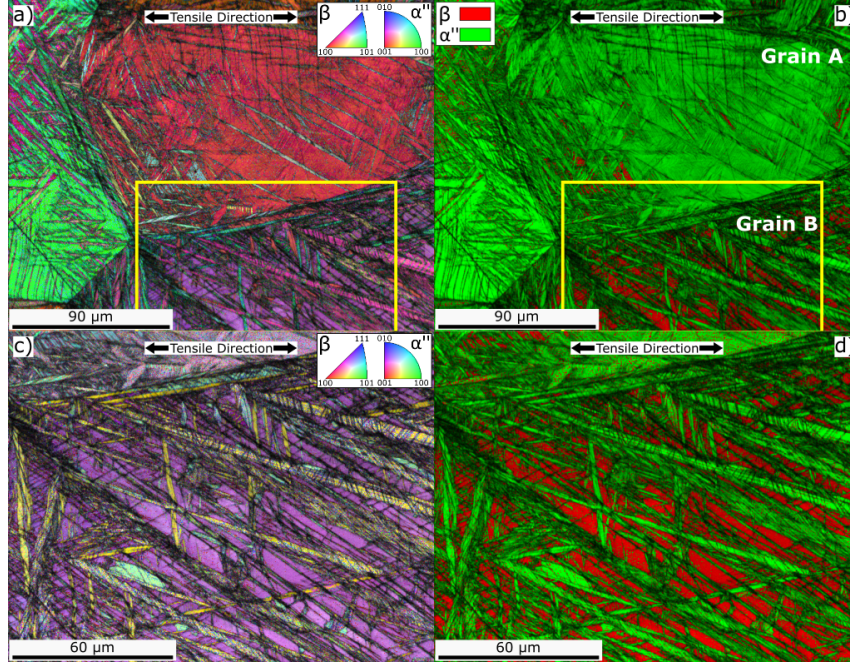 a)
Tensile Direction
β
111
100
101
010
α''
001
100
90 µm
β
α''
Tensile Direction
b)
Grain A
Grain B
90 µm
c)
Tensile Direction
β
111
100
101
010
α''
001
100
60 µm
Tensile Direction
d)
60 µm